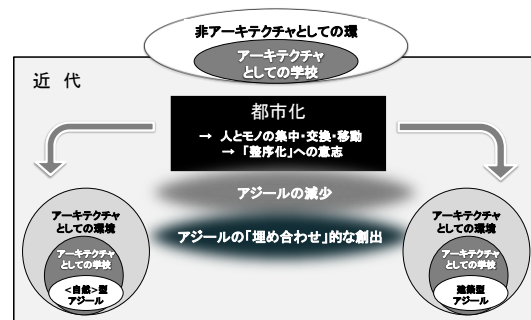 非アーキテクチャとしての環
アーキテクチャ
としての学校
近 代
都市化
→ 人とモノの集中・交換・移動
→ 「整序化」への意志
アジールの減少
アジールの「埋め合わせ」的な創出
アーキテクチャ
としての環境
アーキテクチャ
としての学校
<自然>型
アジール
アーキテクチャ
としての環境
アーキテクチャ
としての学校
建築型
アジール